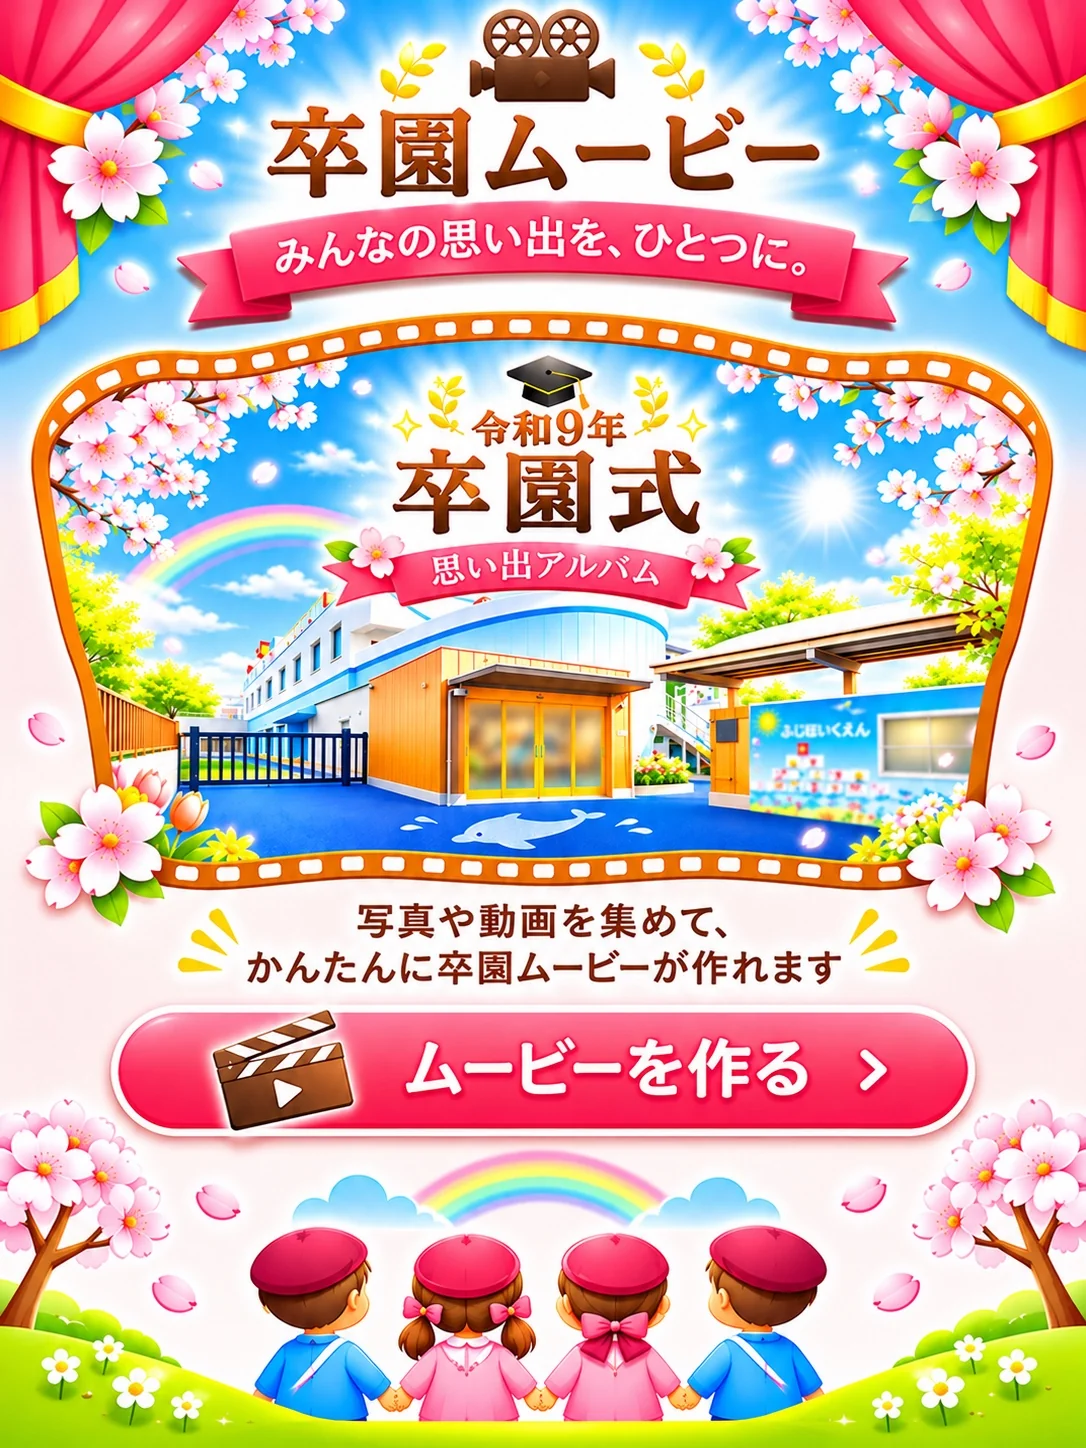 卒園ムービー
みんなの思い出を、ひとつに。
令和9年
卒園式
思い出アルバム
ふじほいくえん
写真や動画を集めて、
かんたんに卒園ムービーが作れます
ムービーを作る